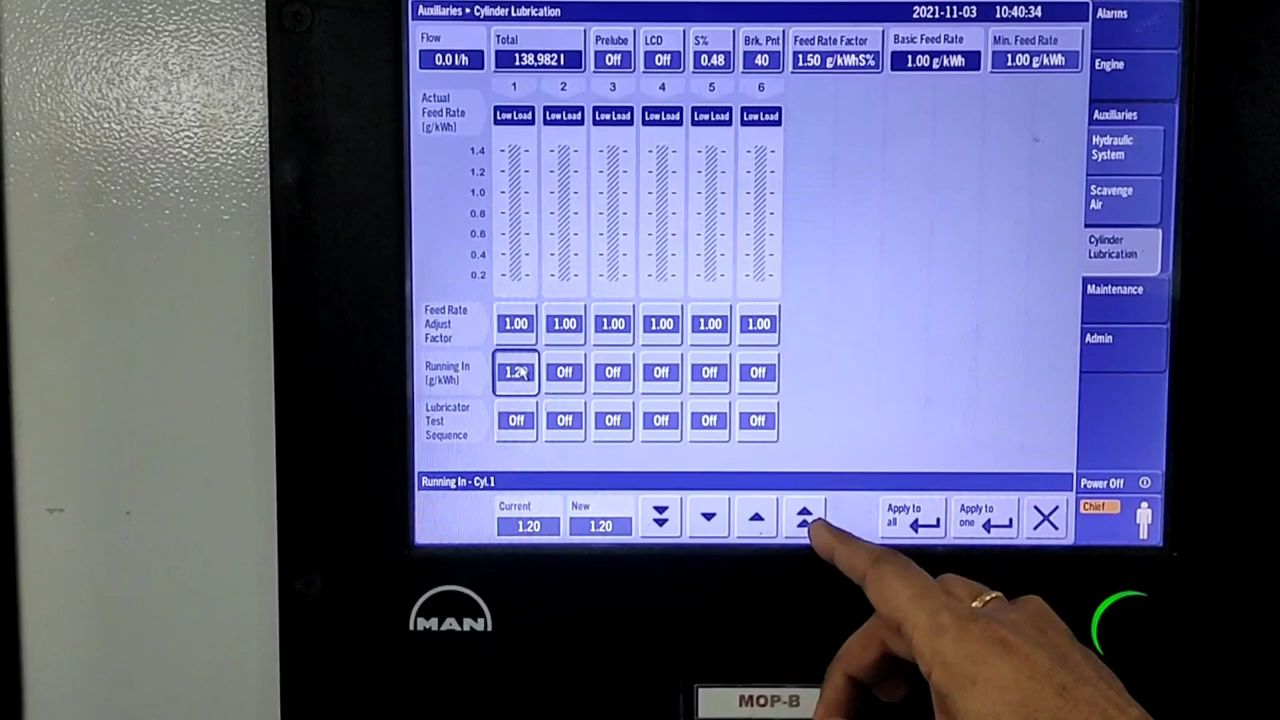 Auxiliaries ▸ Cylinder Lubrication 2021-11-03 10:40:34
Flow Total Prelube LCD S% Brk. Pnt Feed Rate Factor Basic Feed Rate Min. Feed Rate
0.0 l/h 138,982 l Off Off 0.48 40 1.50 g/kWhS% 1.00 g/kWh 1.00 g/kWh
1 2 3 4 5 6
Actual
Feed Rate
[g/kWh]
Low Load Low Load Low Load Low Load Low Load Low Load
1.4
1.2
1.0
0.8
0.6
0.4
0.2
Feed Rate
Adjust
Factor
1.00 1.00 1.00 1.00 1.00 1.00
Running In
[g/kWh]
1.20 Off Off Off Off Off
Lubricator
Test
Sequence
Off Off Off Off Off Off
Running In - Cyl.1
Current New
1.20 1.20
Apply to
all
Apply to
one
Alarms
Engine
Auxiliaries
Hydraulic
System
Scavenge
Air
Cylinder
Lubrication
Maintenance
Admin
Power Off
Chief
MAN
MOP-B